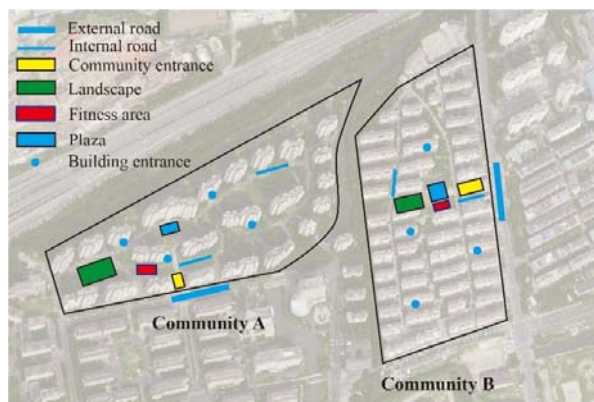 External road
Internal road
Community entrance
Landscape
Fitness area
Plaza
Building entrance
Community A
Community B